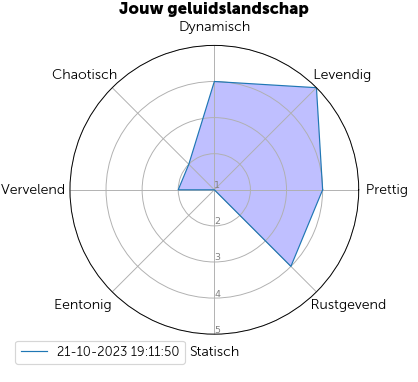 Jouw geluidslandschap
Dynamisch
Chaotisch
Levendig
Vervelend
1
Prettig
2
3
4
Eentonig
Rustgevend
5
21-10-2023 19:11:50
Statisch